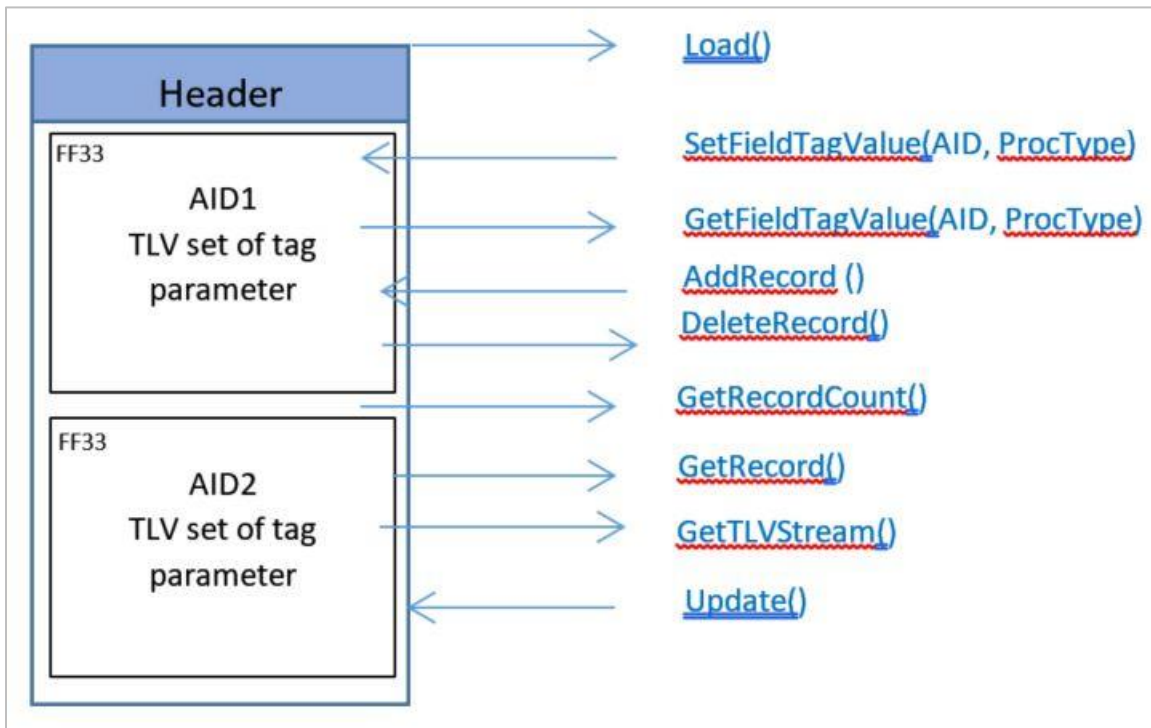 Header
FF33
AID1
TLV set of tag
parameter
FF33
AID2
TLV set of tag
parameter
Load()
SetFieldTagValue(AID, ProcType)
GetFieldTagValue(AID, ProcType)
AddRecord ()
DeleteRecord()
GetRecordCount()
GetRecord()
GetTLVStream()
Update()